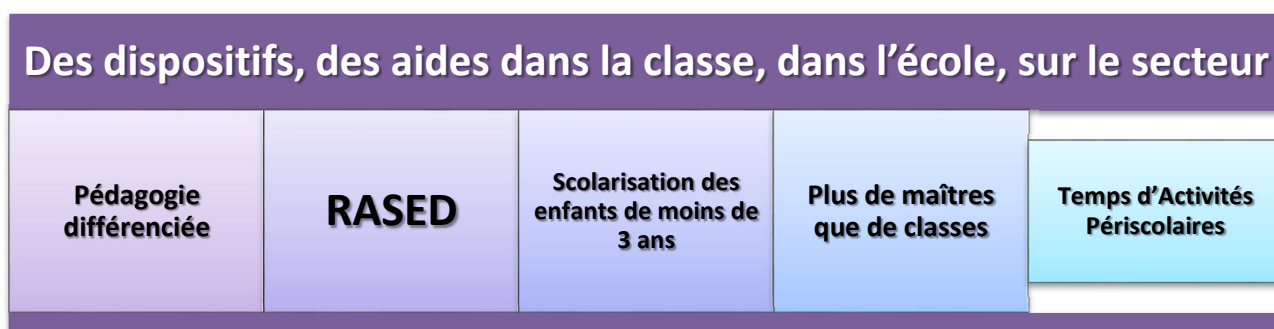 Des dispositifs, des aides dans la classe, dans l’école, sur le secteur
Pédagogie
différenciée
RASED
Scolarisation des
enfants de moins de
3 ans
Plus de maîtres
que de classes
Temps d’Activités
Périscolaires